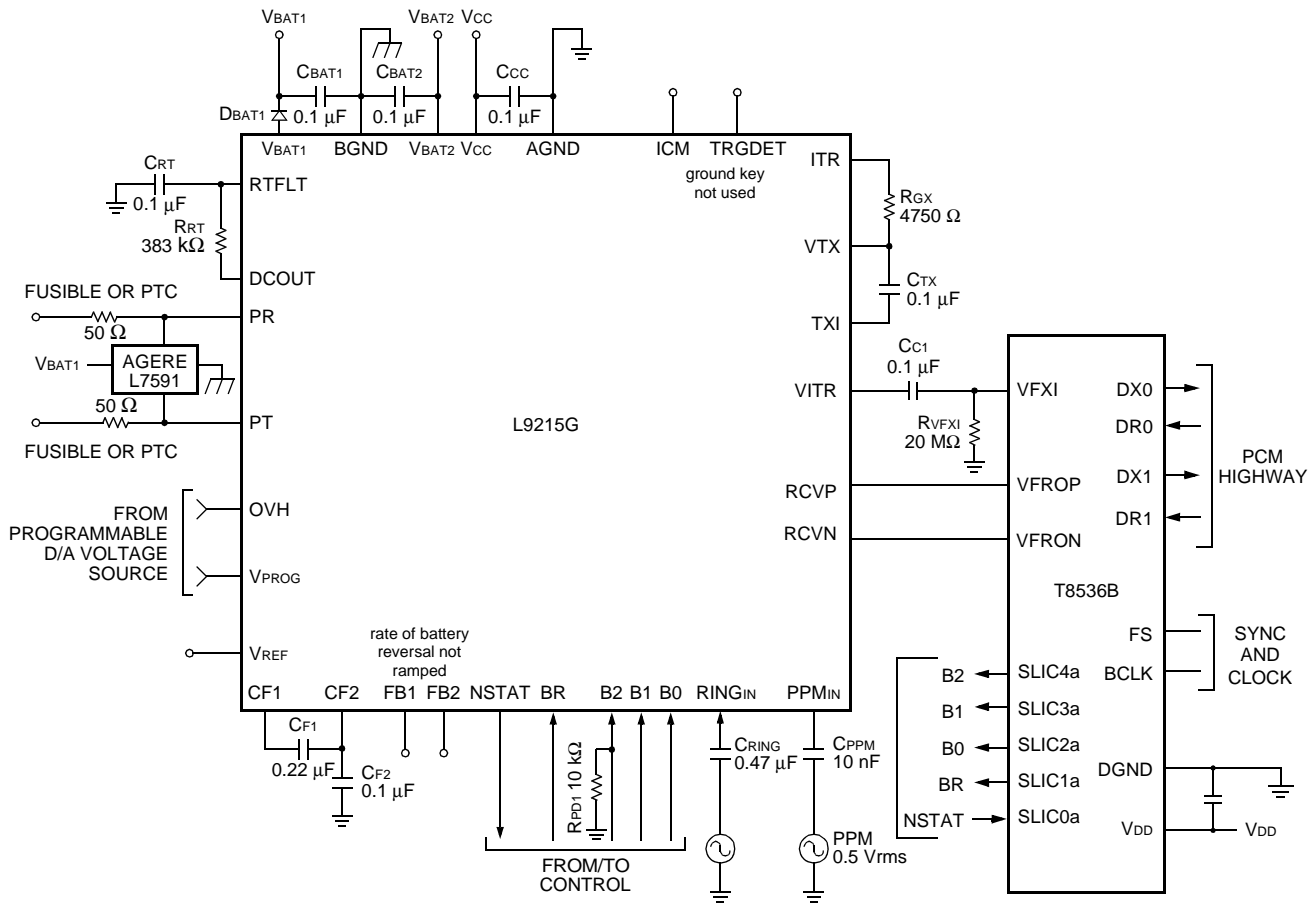 VBAT1
VBAT2
VCC
CBAT1
0.1 µF
CBAT2
0.1 µF
CCC
0.1 µF
DBAT1
VBAT1
BGND
VBAT2
VCC
AGND
ICM
TRGDET
ground key
not used
ITR
CRT
0.1 µF
RTFLT
RRT
383 kΩ
DCOUT
RGX
4750 Ω
VTX
CTX
0.1 µF
TXI
FUSIBLE OR PTC
50 Ω
PR
VBAT1
AGERE
L7591
50 Ω
PT
FUSIBLE OR PTC
L9215G
CC1
0.1 µF
VITR
RVFXI
20 MΩ
VFXI
DX0
DR0
DX1
DR1
PCM
HIGHWAY
RCVP
VFROP
RCVN
VFRON
FROM
PROGRAMMABLE
D/A VOLTAGE
SOURCE
OVH
VPROG
VREF
T8536B
FS
BCLK
SYNC
AND
CLOCK
rate of battery
reversal not
ramped
CF1
CF2
FB1
FB2
NSTAT
BR
B2
B1
B0
RINGIN
PPMIN
B2
SLIC4a
B1
SLIC3a
B0
SLIC2a
BR
SLIC1a
NSTAT
SLIC0a
DGND
VDD
VDD
CF1
0.22 µF
CF2
0.1 µF
RPD1 10 kΩ
CRING
0.47 µF
CPPM
10 nF
PPM
0.5 Vrms
FROM/TO
CONTROL